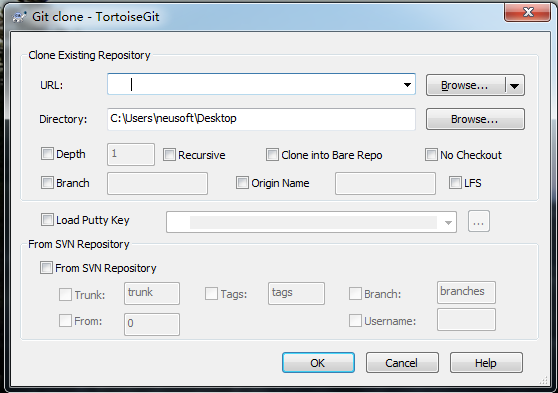 Git clone - TortoiseGit
Clone Existing Repository
URL:
Browse...
Directory: C:\Users\neusoft\Desktop Browse...
Depth 1 Recursive Clone into Bare Repo No Checkout
Branch Origin Name LFS
Load Putty Key ...
From SVN Repository
From SVN Repository
Trunk: trunk Tags: tags Branch: branches
From: 0 Username:
OK Cancel Help